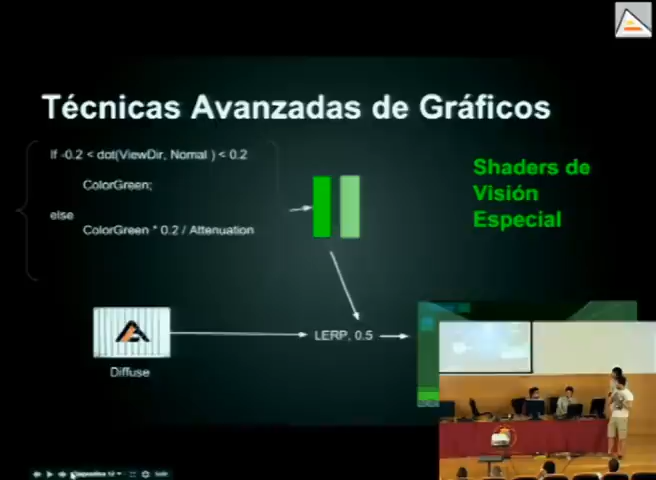 Técnicas Avanzadas de Gráficos
If -0.2 < dot(ViewDir, Normal ) < 0.2
ColorGreen;
else
ColorGreen * 0.2 / Attenuation
Shaders de
Visión
Especial
LERP, 0.5
Diffuse